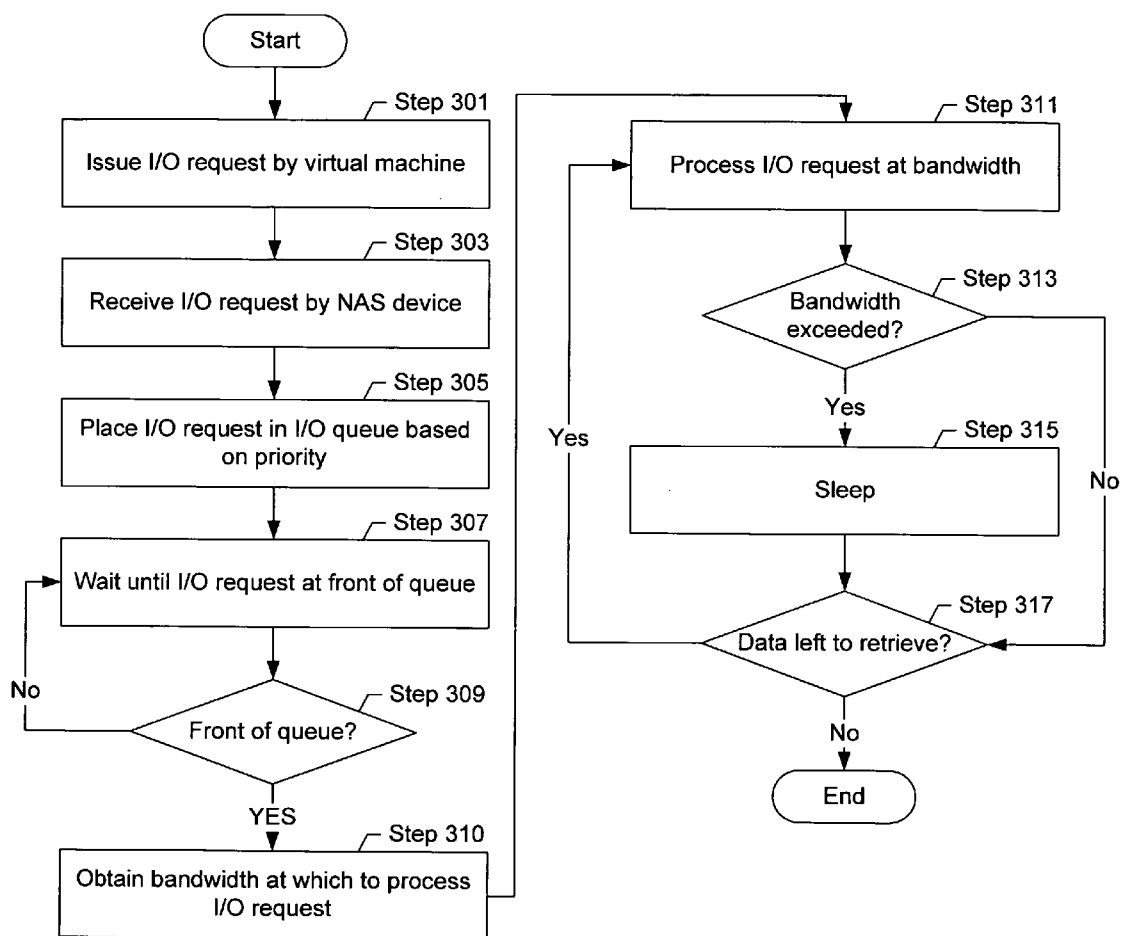 Start
Step 301
Issue I/O request by virtual machine
Step 303
Receive I/O request by NAS device
Step 305
Place I/O request in I/O queue based
on priority
Step 307
Wait until I/O request at front of queue
No
Step 309
Front of queue?
YES
Step 310
Obtain bandwidth at which to process
I/O request
Step 311
Process I/O request at bandwidth
Step 313
Bandwidth
exceeded?
Yes
No
Step 315
Sleep
Yes
Step 317
Data left to retrieve?
No
End